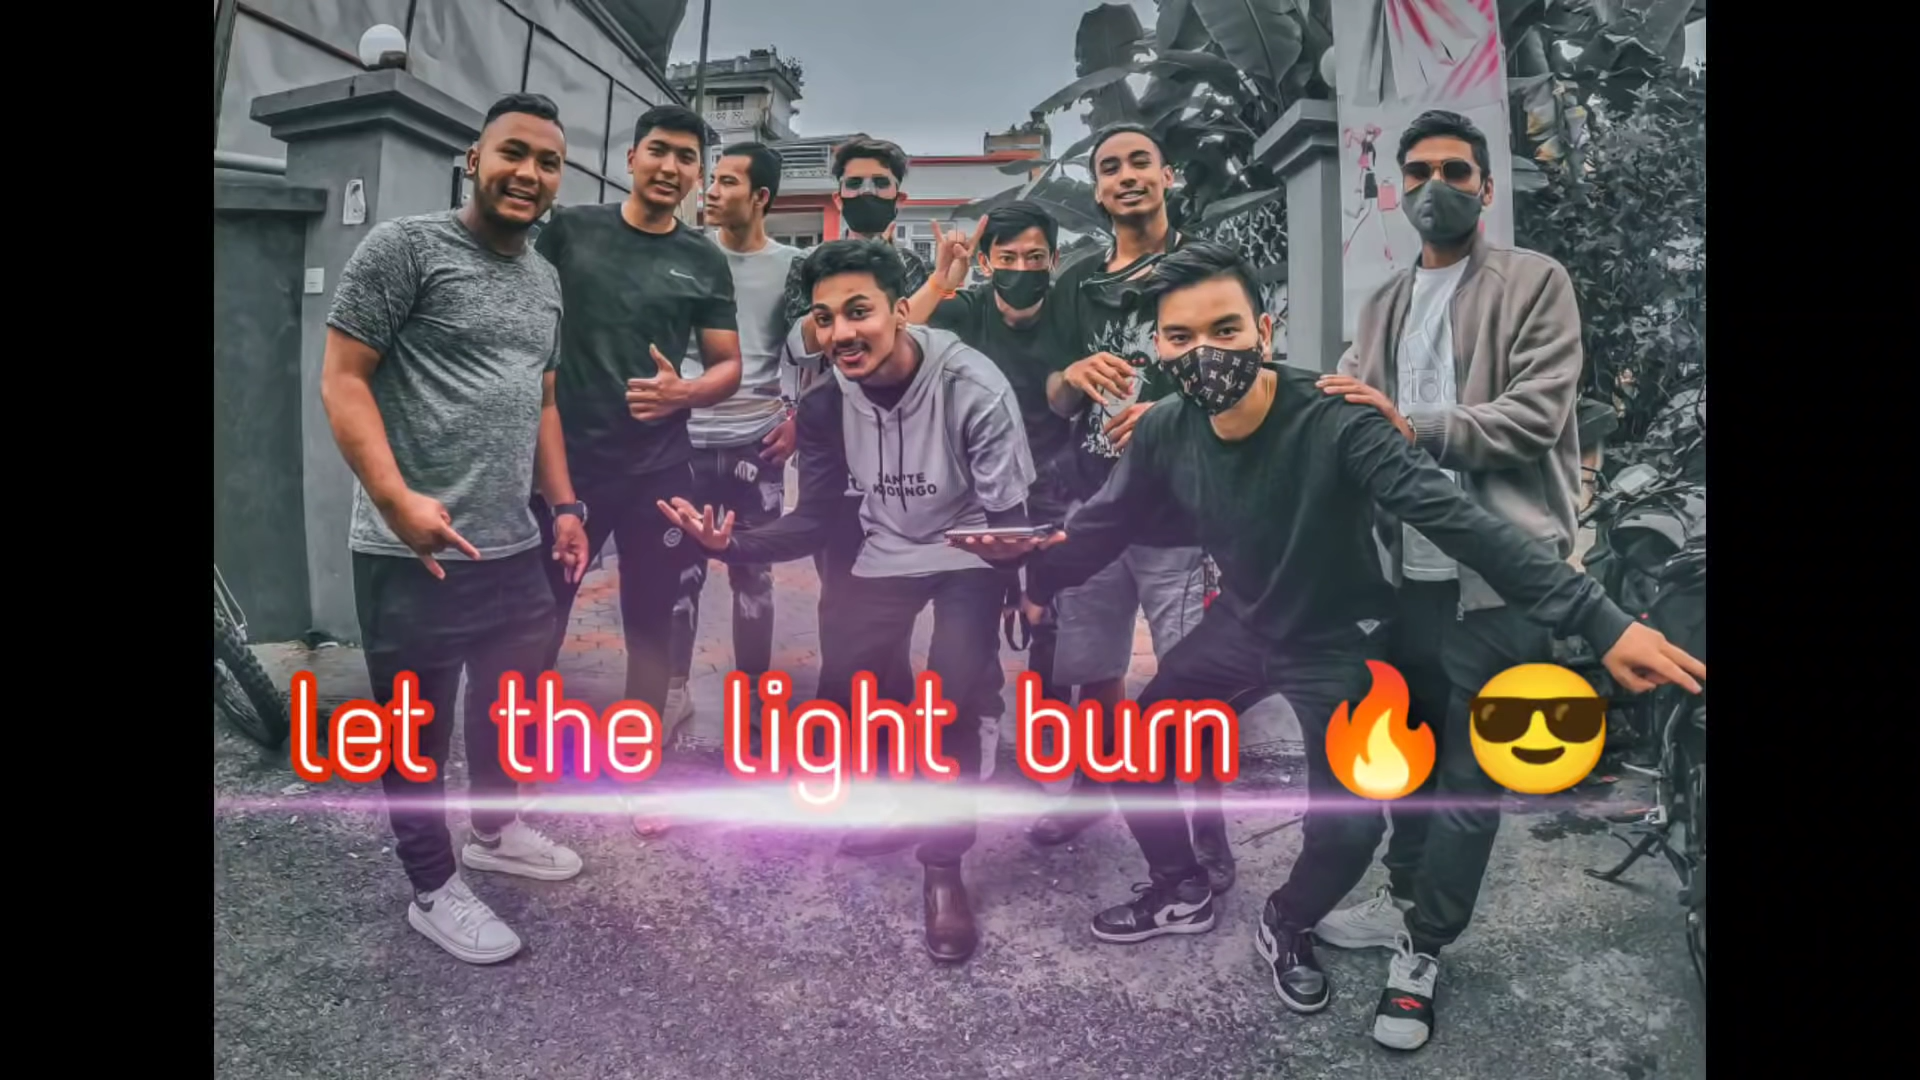 let the light burn 🔥😎